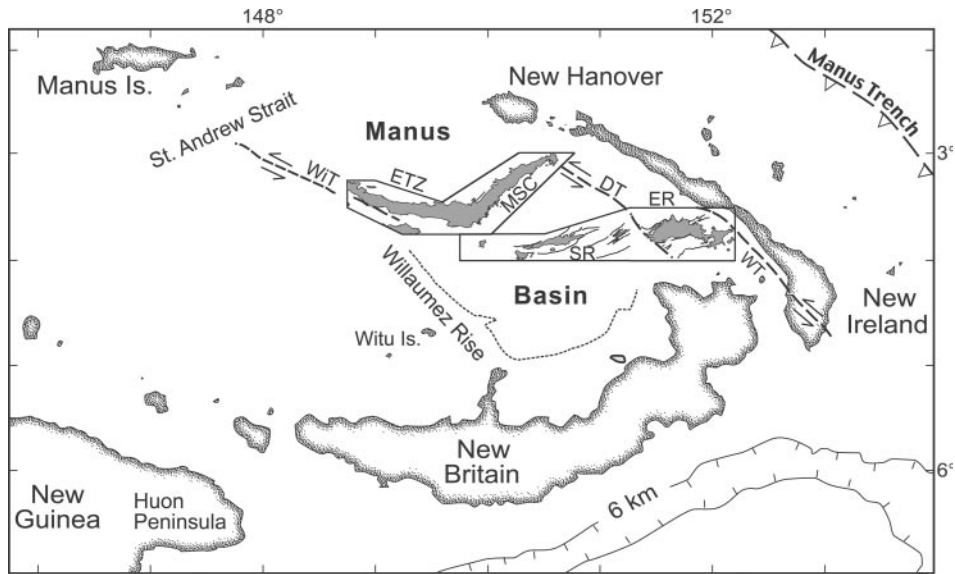 148°
152°
Manus Is.
New Hanover
Manus Trench
St. Andrew Strait
Manus
3°
WiT
ETZ
MSC
DT
ER
SR
WT
Willaumez Rise
Basin
New
Ireland
Witu Is.
New
Britain
6°
6 km
New
Guinea
Huon
Peninsula